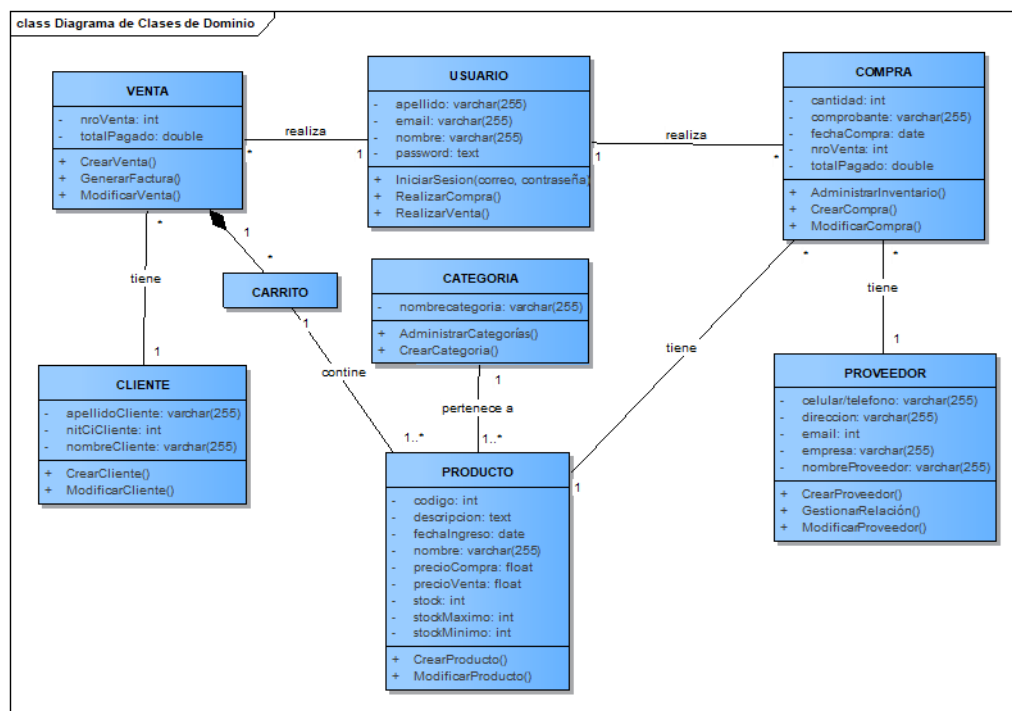 class Diagrama de Clases de Dominio
VENTA
- nroVenta: int
- totalPagado: double
+ CrearVenta()
+ GenerarFactura()
+ ModificarVenta()
realiza
*
1
USUARIO
- apellido: varchar(255)
- email: varchar(255)
- nombre: varchar(255)
- password: text
+ IniciarSesion(correo, contraseña)
+ RealizarCompra()
+ RealizarVenta()
realiza
1
*
COMPRA
- cantidad: int
- comprobante: varchar(255)
- fechaCompra: date
- nroVenta: int
- totalPagado: double
+ AdministrarInventario()
+ CrearCompra()
+ ModificarCompra()
*
tiene
1
1
*
CARRITO
1
contine
1..*
CATEGORIA
- nombrecategoria: varchar(255)
+ AdministrarCategorías()
+ CrearCategoria()
1
pertenece a
1..*
*
tiene
1
*
tiene
1
CLIENTE
- apellidoCliente: varchar(255)
- nitCiCliente: int
- nombreCliente: varchar(255)
+ CrearCliente()
+ ModificarCliente()
PROVEEDOR
- celular/telefono: varchar(255)
- direccion: varchar(255)
- email: int
- empresa: varchar(255)
- nombreProveedor: varchar(255)
+ CrearProveedor()
+ GestionarRelación()
+ ModificarProveedor()
PRODUCTO
- codigo: int
- descripcion: text
- fechaIngreso: date
- nombre: varchar(255)
- precioCompra: float
- precioVenta: float
- stock: int
- stockMaximo: int
- stockMinimo: int
+ CrearProducto()
+ ModificarProducto()